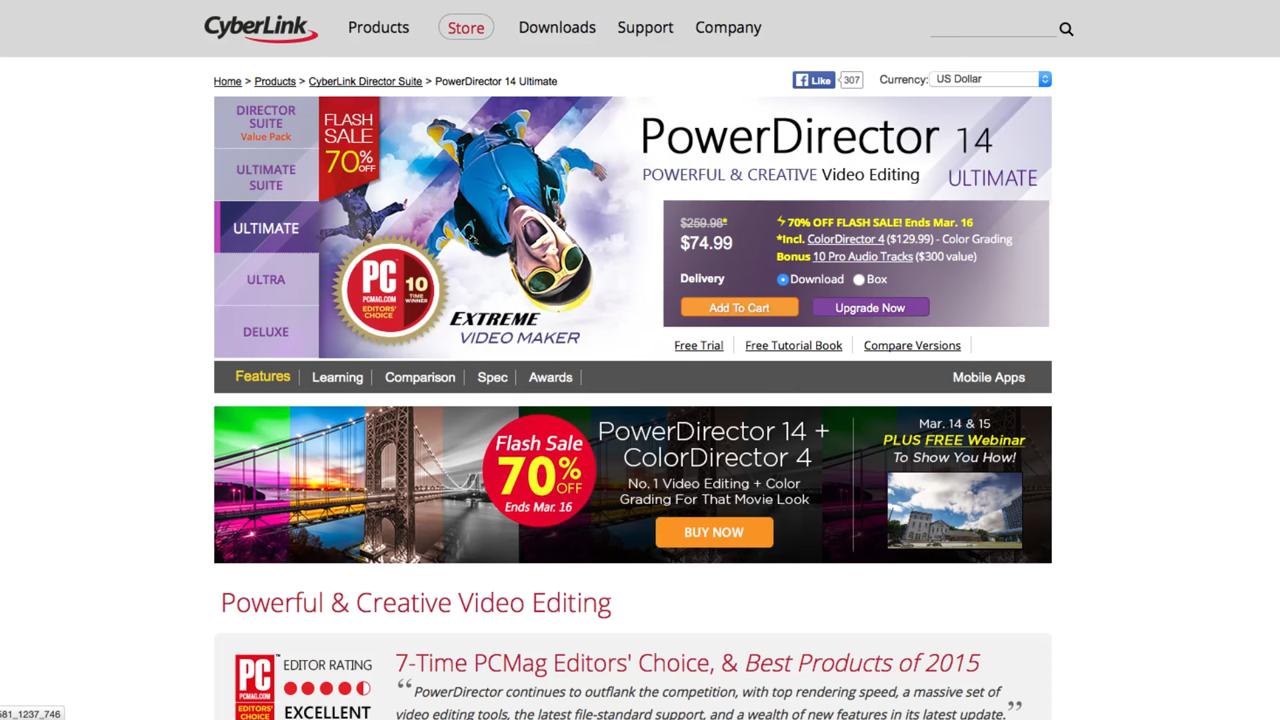 CyberLink
Products
Store
Downloads
Support
Company
Home > Products > CyberLink Director Suite > PowerDirector 14 Ultimate
Like 307
Currency: US Dollar
DIRECTOR
SUITE
Value Pack
ULTIMATE
SUITE
ULTIMATE
ULTRA
DELUXE
FLASH
SALE
70% OFF
PC
PCMAG.COM
EDITORS'
CHOICE
10
TIME
WINNER
EXTREME
VIDEO MAKER
PowerDirector 14
POWERFUL & CREATIVE Video Editing ULTIMATE
$259.98*
$74.99
70% OFF FLASH SALE! Ends Mar. 16
*Incl. ColorDirector 4 ($129.99) - Color Grading
Bonus 10 Pro Audio Tracks ($300 value)
Delivery
Download
Box
Add To Cart
Upgrade Now
Free Trial
Free Tutorial Book
Compare Versions
Features
Learning
Comparison
Spec
Awards
Mobile Apps
Flash Sale
70% OFF
Ends Mar. 16
PowerDirector 14 +
ColorDirector 4
No. 1 Video Editing + Color
Grading For That Movie Look
BUY NOW
Mar. 14 & 15
PLUS FREE Webinar
To Show You How!
Powerful & Creative Video Editing
PC
PCMAG.COM
EDITORS'
CHOICE
™
EDITOR RATING
EXCELLENT
7-Time PCMag Editors' Choice, & Best Products of 2015
“PowerDirector continues to outflank the competition, with top rendering speed, a massive set of
video editing tools, the latest file-standard support, and a wealth of new features in its latest update.”
581_1237_746